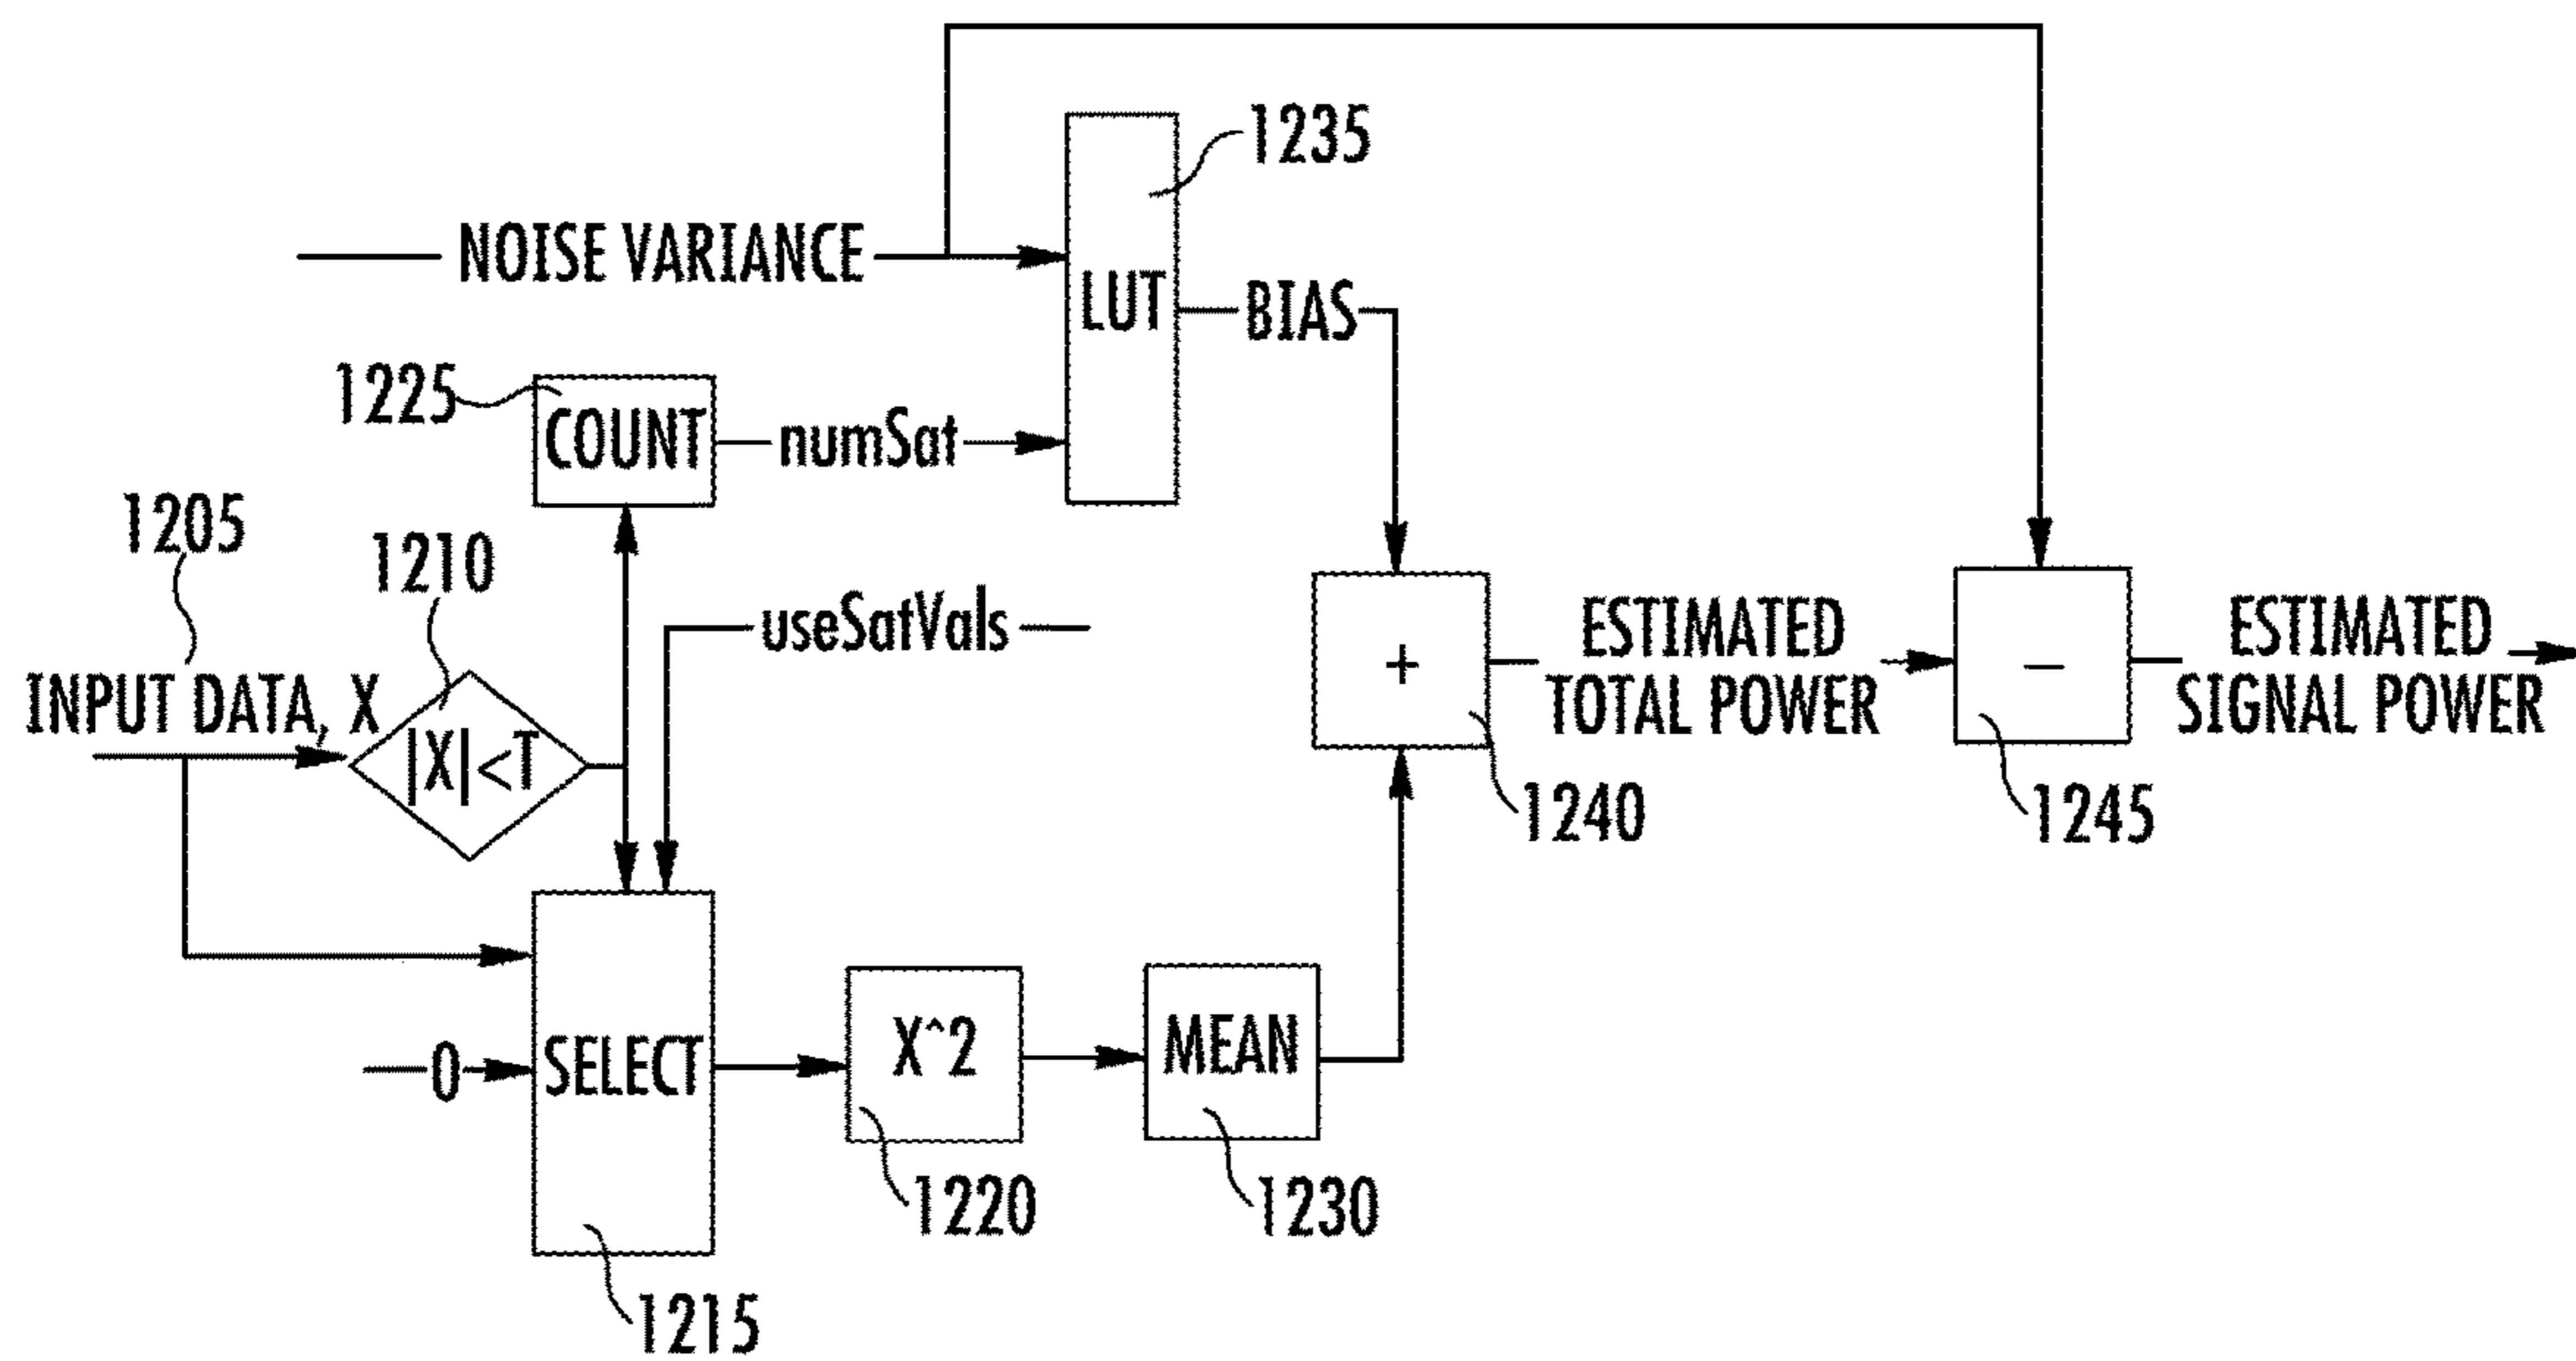 1235
NOISE VARIANCE
LUT
BIAS
1225
COUNT
numSat
1205
1210
useSatVals
INPUT DATA, X
|X|<T
+
ESTIMATED
TOTAL POWER
−
ESTIMATED
SIGNAL POWER
1240
1245
0
SELECT
X^2
MEAN
1220
1230
1215